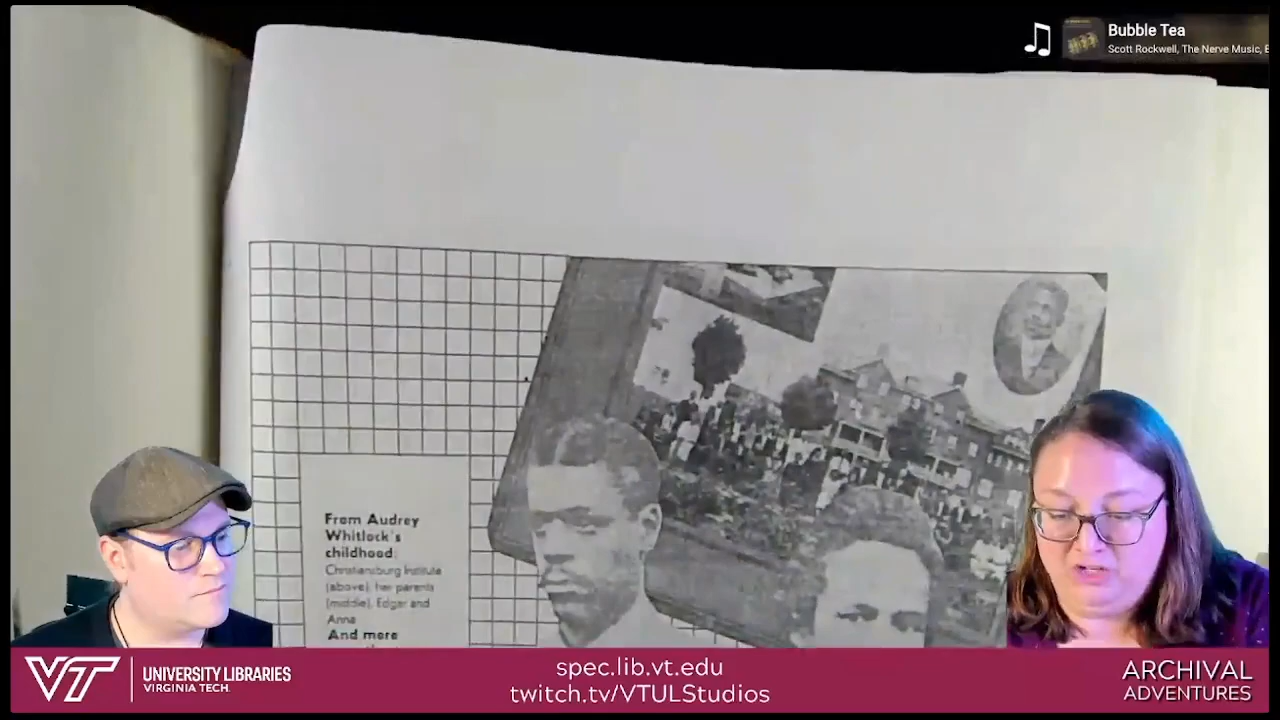 Bubble Tea
Scott Rockwell, The Nerve Music, E
From Audrey
Whitlock's
childhood:
Christiansburg Institute
(above), her parents
(middle), Edgar and
Anna
And more
VT
UNIVERSITY LIBRARIES
VIRGINIA TECH.
spec.lib.vt.edu
twitch.tv/VTULStudios
ARCHIVAL
ADVENTURES